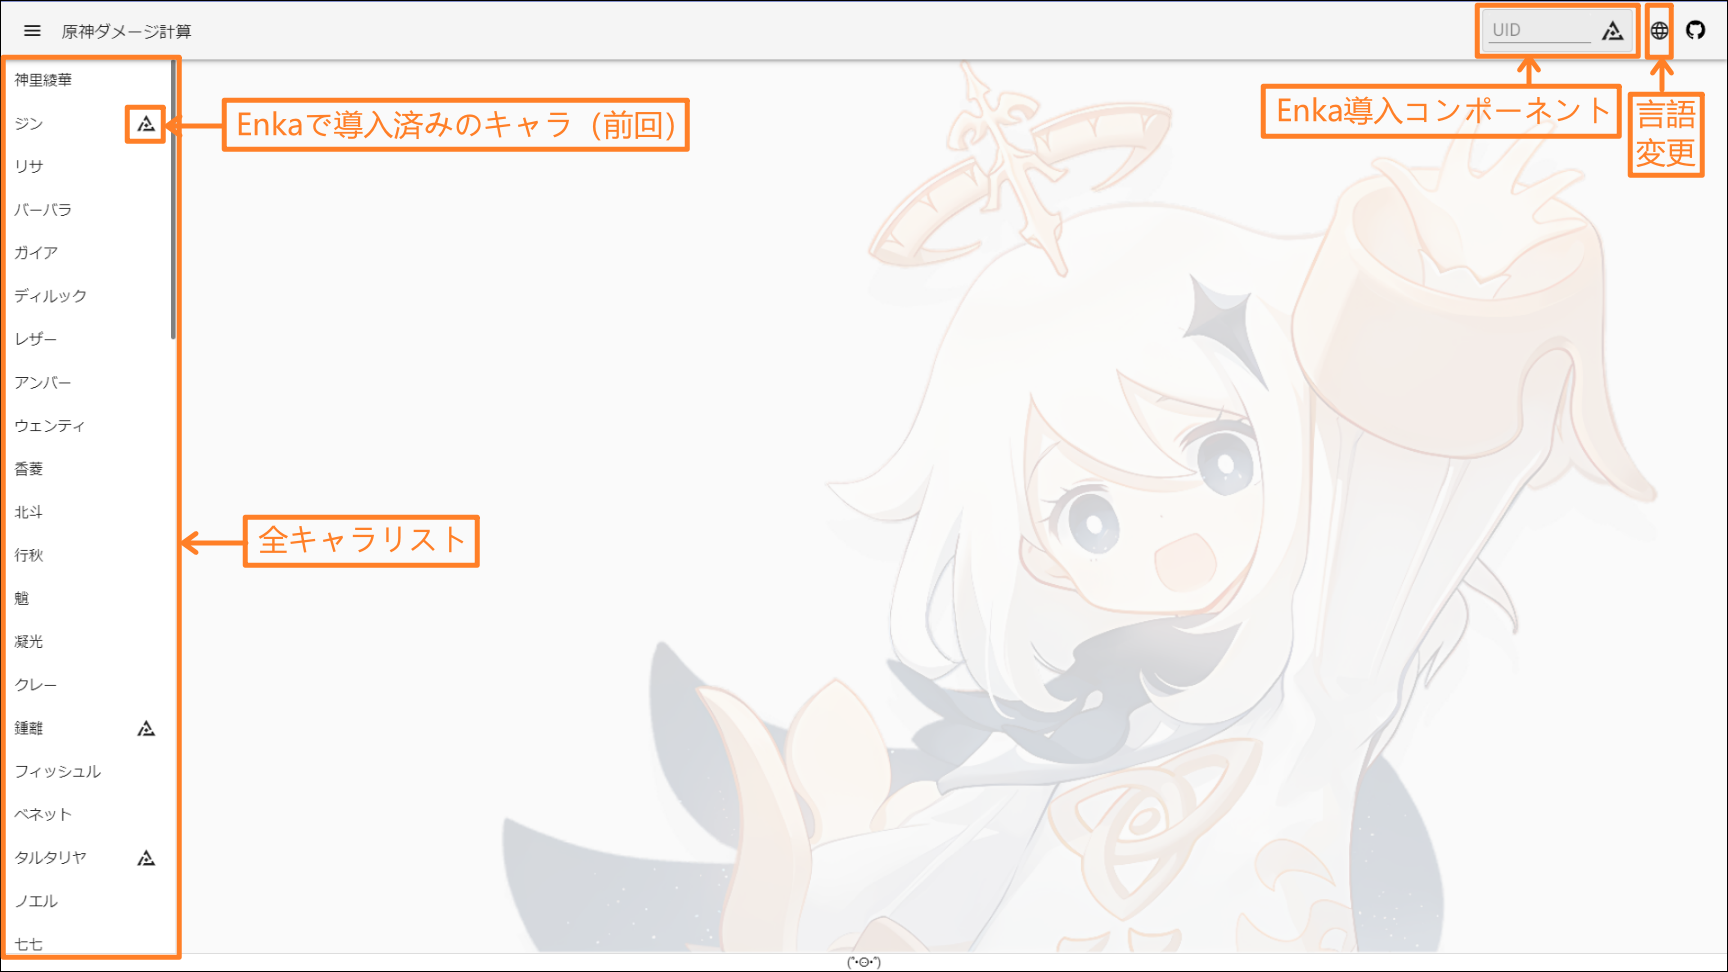 原神ダメージ計算
UID
神里綾華
ジン
Enkaで導入済みのキャラ（前回）
Enka導入コンポーネント
言語
変更
リサ
バーバラ
ガイア
ディルック
レザー
アンバー
ウェンティ
香菱
北斗
全キャラリスト
行秋
魈
凝光
クレー
鍾離
フィッシュル
ベネット
タルタリヤ
ノエル
七七